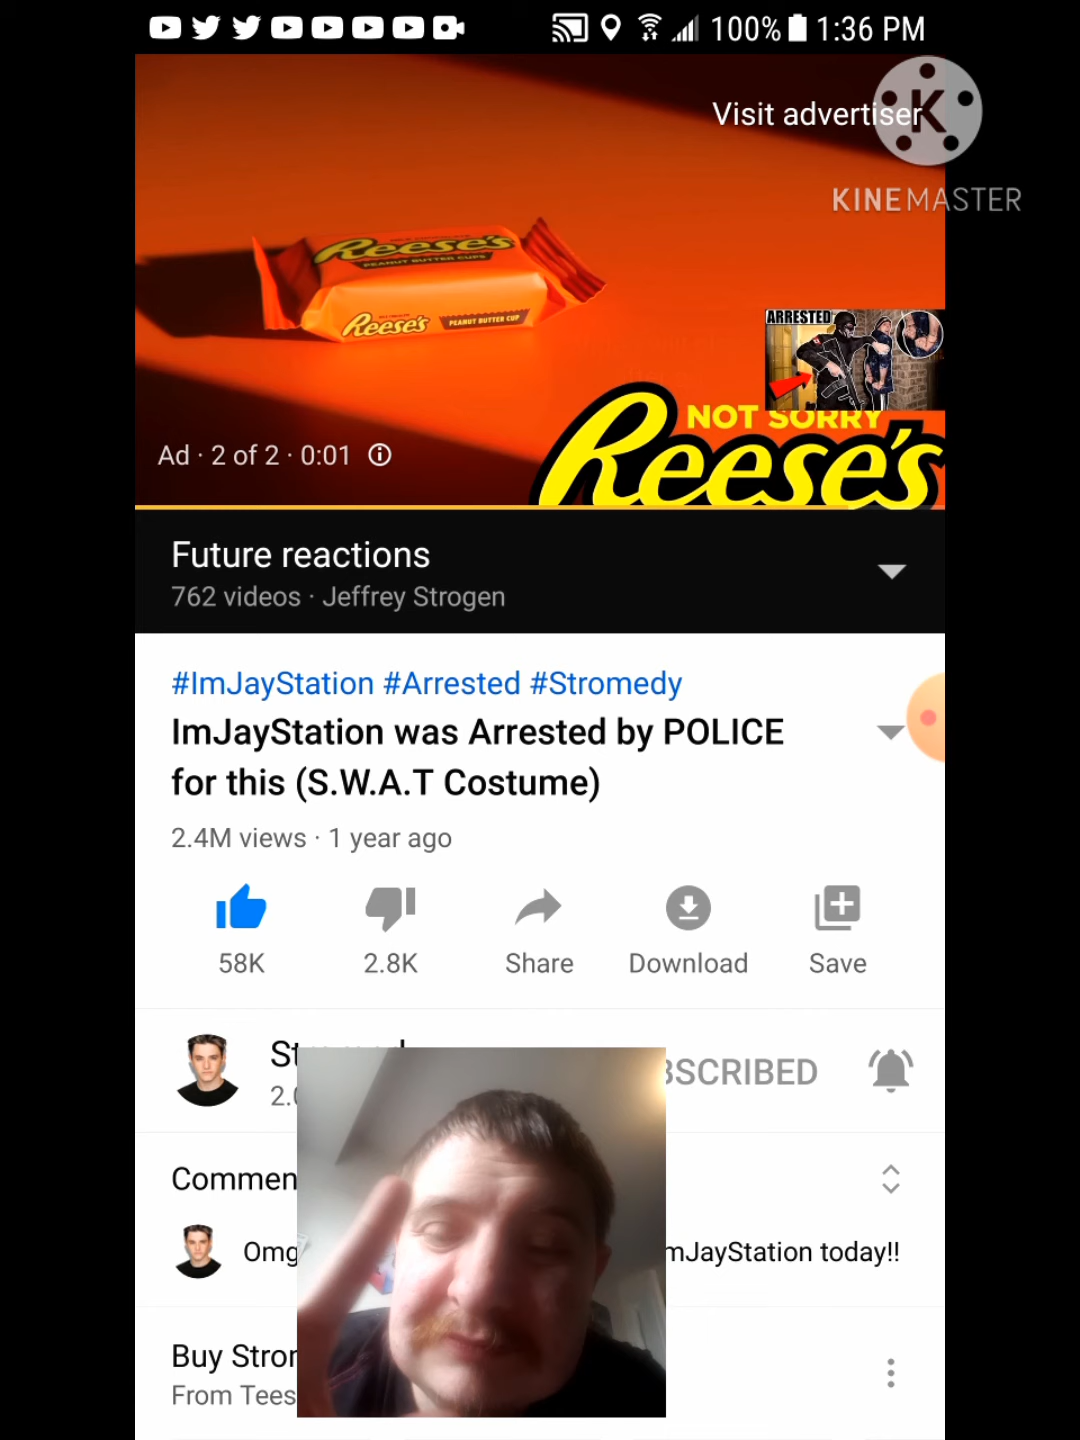 100% 1:36 PM
Visit advertiser
K
KINEMASTER
Reese's
PEANUT BUTTER CUPS
Reese's PEANUT BUTTER CUP
ARRESTED
NOT SORRY
Reese's
Ad · 2 of 2 · 0:01
Future reactions
762 videos · Jeffrey Strogen
#ImJayStation #Arrested #Stromedy
ImJayStation was Arrested by POLICE
for this (S.W.A.T Costume)
2.4M views · 1 year ago
58K 2.8K Share Download Save
BSCRIBED
Commen
Omg mJayStation today!!
Buy Stro
From Tees